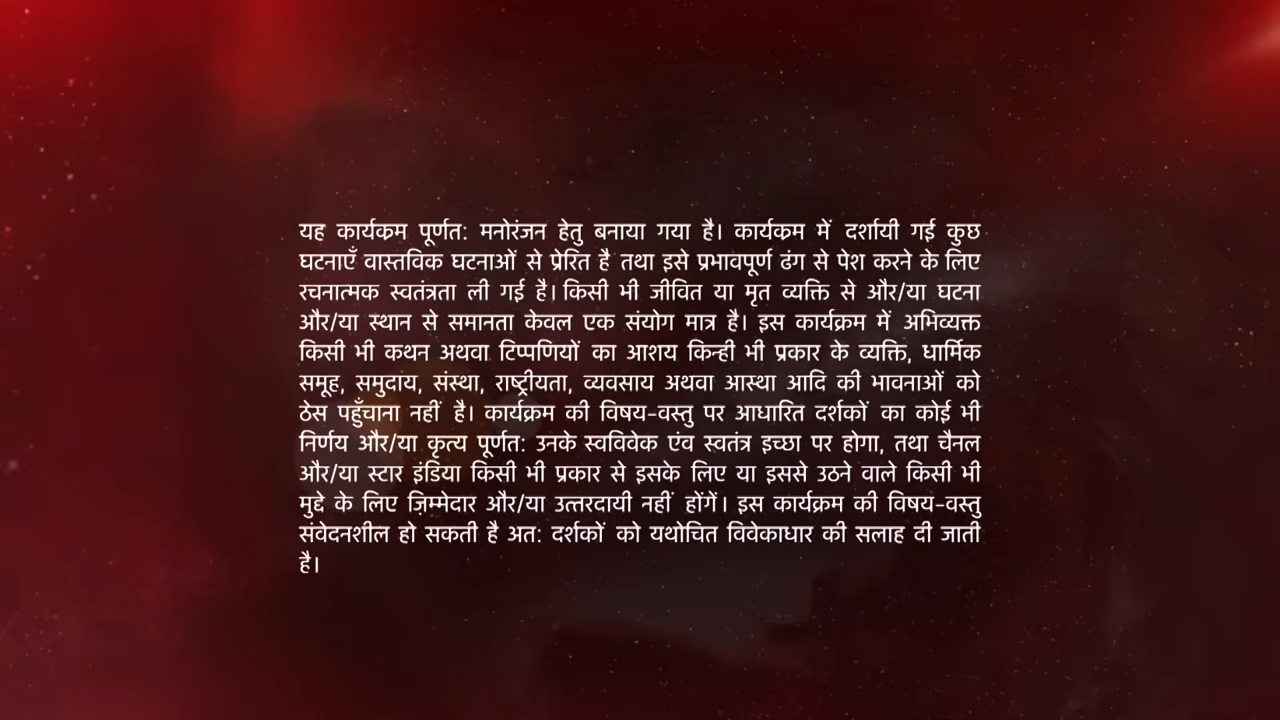 यह कार्यक्रम पूर्णत: मनोरंजन हेतु बनाया गया है। कार्यक्रम में दर्शायी गई कुछ
घटनाएँ वास्तविक घटनाओं से प्रेरित है तथा इसे प्रभावपूर्ण ढंग से पेश करने के लिए
रचनात्मक स्वतंत्रता ली गई है। किसी भी जीवित या मृत व्यक्ति से और/या घटना
और/या स्थान से समानता केवल एक संयोग मात्र है। इस कार्यक्रम में अभिव्यक्त
किसी भी कथन अथवा टिप्पणियों का आशय किन्ही भी प्रकार के व्यक्ति, धार्मिक
समूह, समुदाय, संस्था, राष्ट्रीयता, व्यवसाय अथवा आस्था आदि की भावनाओं को
ठेस पहुँचाना नहीं है। कार्यक्रम की विषय-वस्तु पर आधारित दर्शकों का कोई भी
निर्णय और/या कृत्य पूर्णत: उनके स्वविवेक एंव स्वतंत्र इच्छा पर होगा, तथा चैनल
और/या स्टार इंडिया किसी भी प्रकार से इसके लिए या इससे उठने वाले किसी भी
मुद्दे के लिए ज़िम्मेदार और/या उत्तरदायी नहीं होंगें। इस कार्यक्रम की विषय-वस्तु
संवेदनशील हो सकती है अत: दर्शकों को यथोचित विवेकाधार की सलाह दी जाती
है।